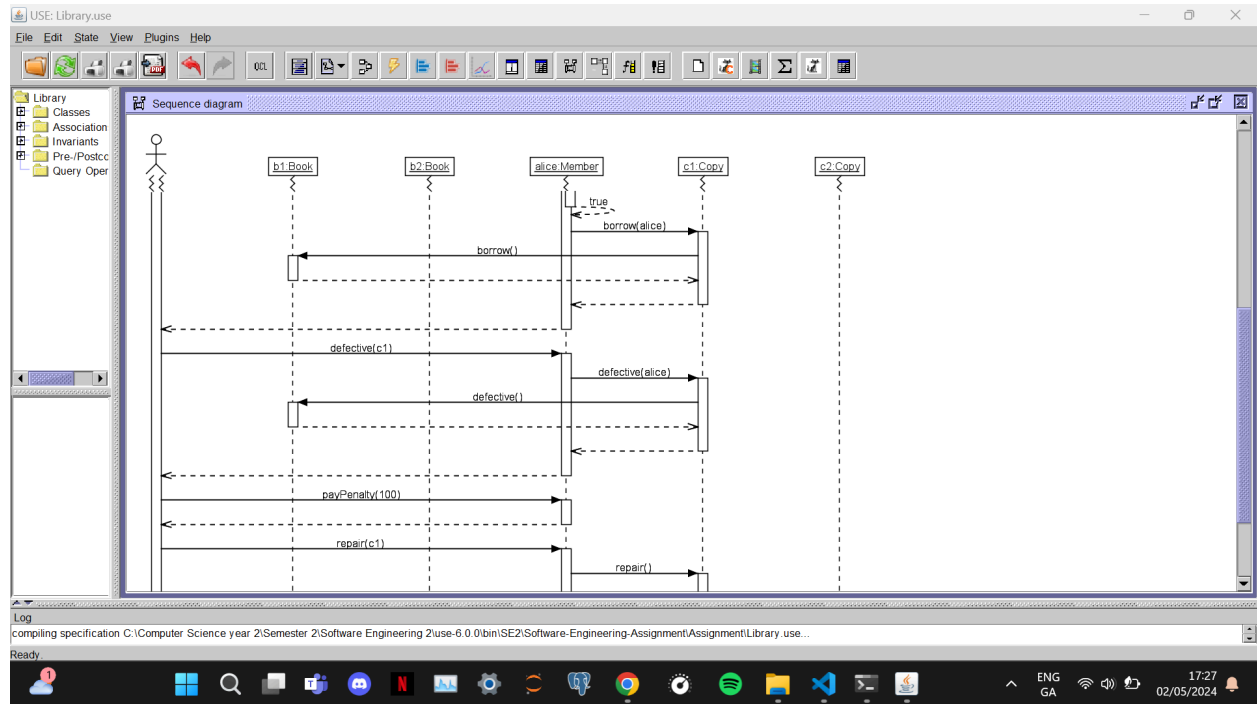 USE: Library.use
File Edit State View Plugins Help
OCL
Library
Classes
Association
Invariants
Pre-/Postcc
Query Oper
Sequence diagram
b1:Book b2:Book alice:Member c1:Copy c2:Copy
true
borrow(alice)
borrow()
defective(c1)
defective(alice)
defective()
payPenalty(100)
repair(c1)
repair()
Log
compiling specification C:\Computer Science year 2\Semester 2\Software Engineering 2\use-6.0.0\bin\SE2\Software-Engineering-Assignment\Assignment\Library.use...
Ready.
1
N
ENG
GA
17:27
02/05/2024